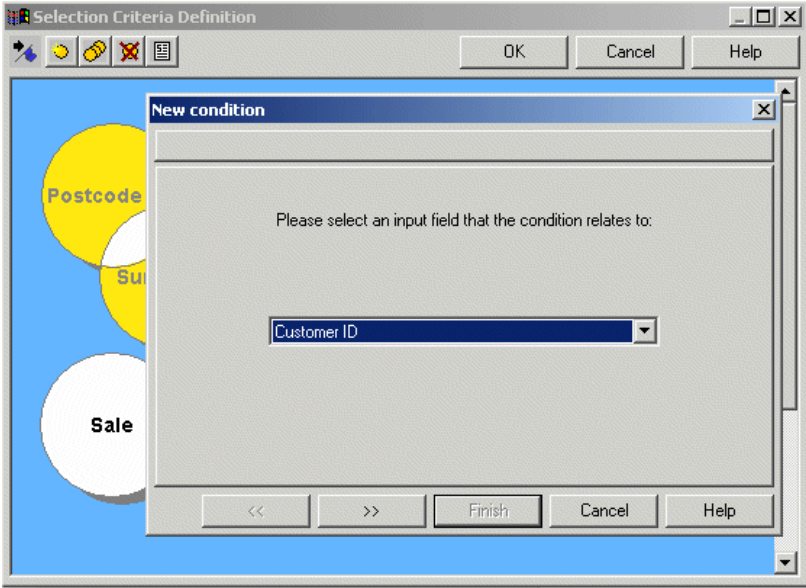 Selection Criteria Definition
OK Cancel Help
New condition
Postcode
Please select an input field that the condition relates to:
Customer ID
Sale
<< >> Finish Cancel Help